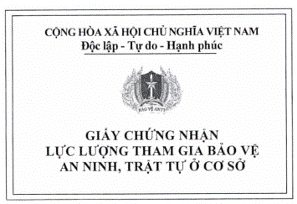 CỘNG HÒA XÃ HỘI CHỦ NGHĨA VIỆT NAM
Độc lập - Tự do - Hạnh phúc
GIẤY CHỨNG NHẬN
LỰC LƯỢNG THAM GIA BẢO VỆ
AN NINH, TRẬT TỰ Ở CƠ SỞ